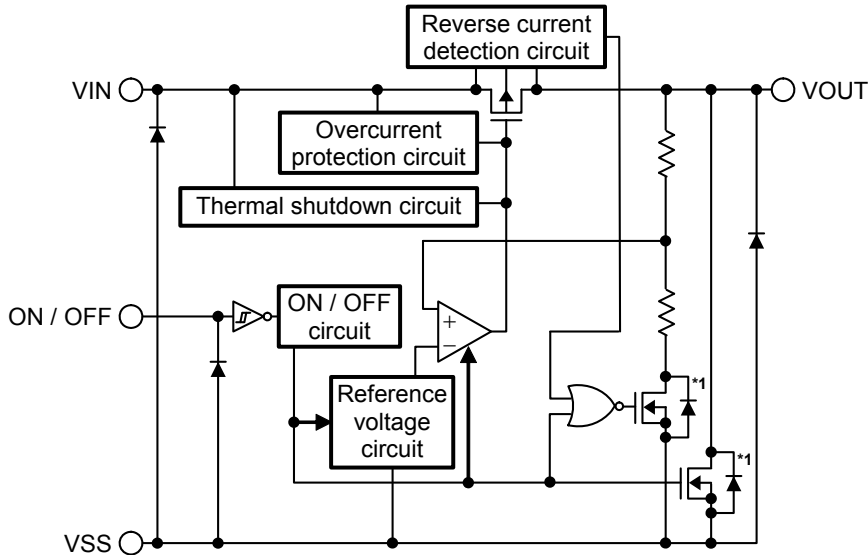 Reverse current
detection circuit
VIN
VOUT
Overcurrent
protection circuit
Thermal shutdown circuit
ON / OFF
ON / OFF
circuit
+
−
Reference
voltage
circuit
*1
*1
VSS